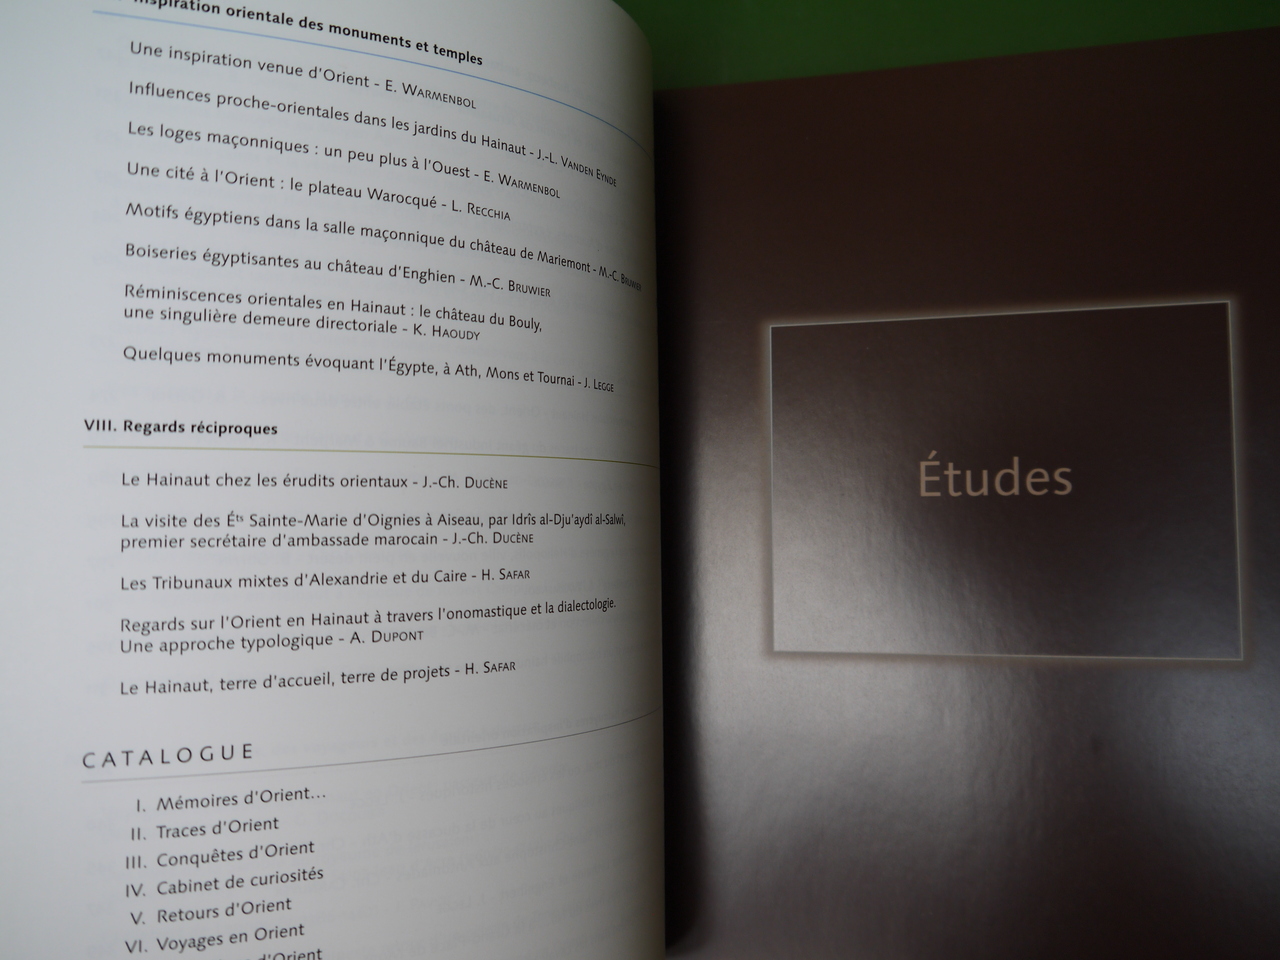 inspiration orientale des monuments et temples
Une inspiration venue d'Orient - E. WARMENBOL
Influences proche-orientales dans les jardins du Hainaut - J.-L. VANDEN EYNDE
Les loges maçonniques : un peu plus à l'Ouest - E. WARMENBOL
Une cité à l'Orient : le plateau Warocqué - L. RECCHIA
Motifs égyptiens dans la salle maçonnique du château de Mariemont - M.-C. BRUWIER
Boiseries égyptisantes au château d'Enghien - M.-C. BRUWIER
Réminiscences orientales en Hainaut : le château du Bouly,
une singulière demeure directoriale - K. HAOUDY
Quelques monuments évoquant l'Égypte, à Ath, Mons et Tournai - J. LEGGE
VIII. Regards réciproques
Le Hainaut chez les érudits orientaux - J.-Ch. DUCÈNE
La visite des Éts Sainte-Marie d'Oignies à Aiseau, par Idrîs al-Dju'aydî al-Salwî,
premier secrétaire d'ambassade marocain - J.-Ch. DUCÈNE
Les Tribunaux mixtes d'Alexandrie et du Caire - H. SAFAR
Regards sur l'Orient en Hainaut à travers l'onomastique et la dialectologie.
Une approche typologique - A. DUPONT
Le Hainaut, terre d'accueil, terre de projets - H. SAFAR
CATALOGUE
I. Mémoires d'Orient...
II. Traces d'Orient
III. Conquêtes d'Orient
IV. Cabinet de curiosités
V. Retours d'Orient
VI. Voyages en Orient
d'Orient
Études